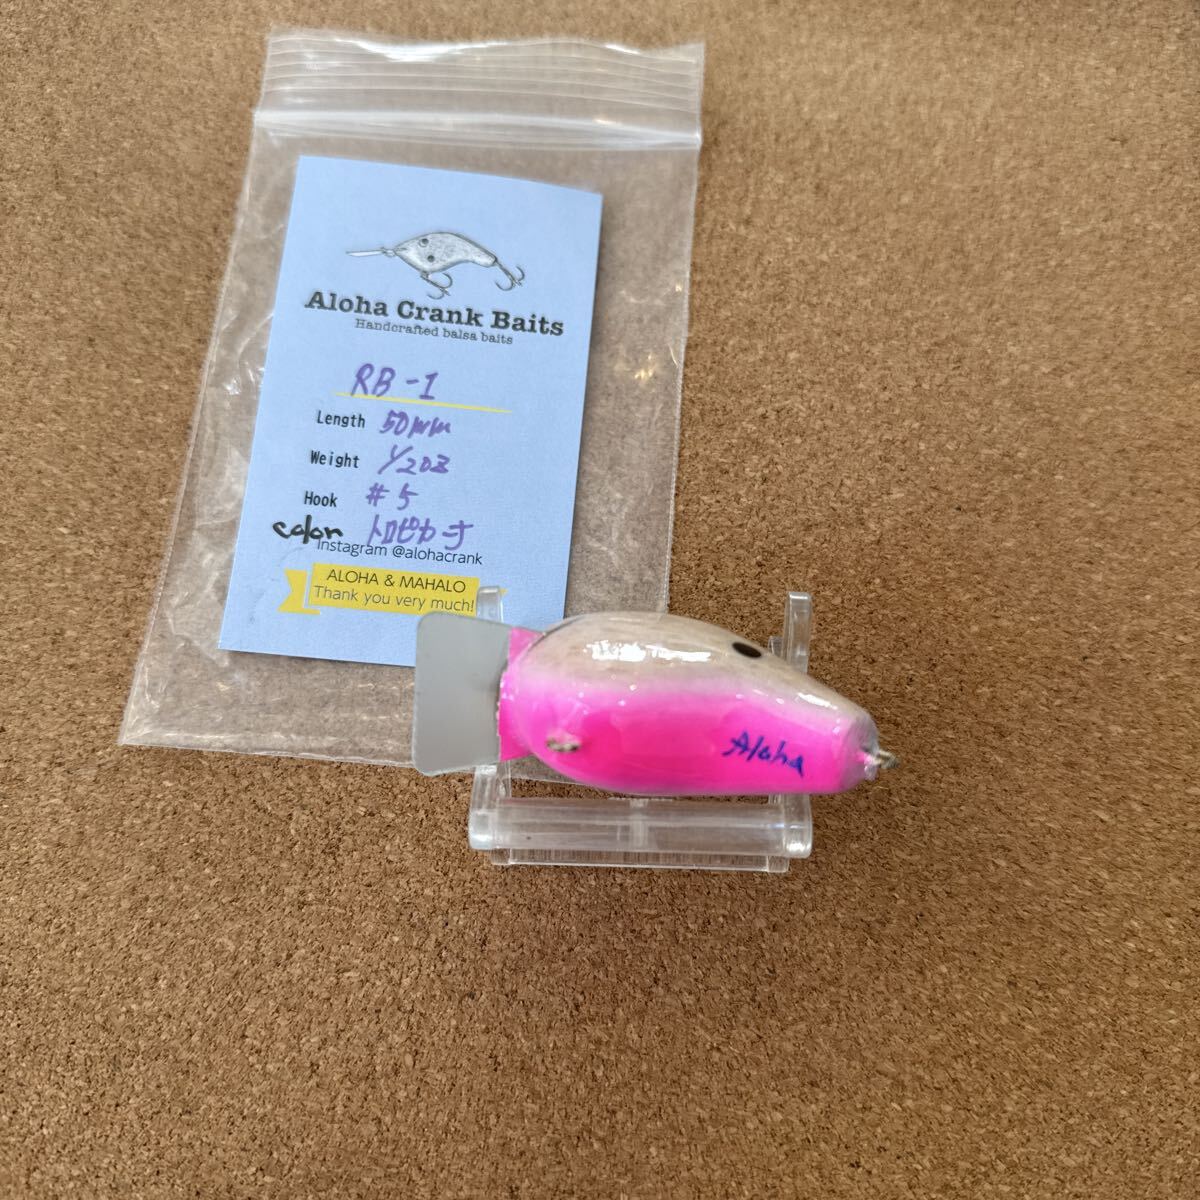 Aloha Crank Baits
Handcrafted balsa baits
RB-1
Length 50mm
Weight 1/2oz
Hook #5
color トロピカーナ
Instagram @alohacrank
ALOHA & MAHALO
Thank you very much!
Aloha